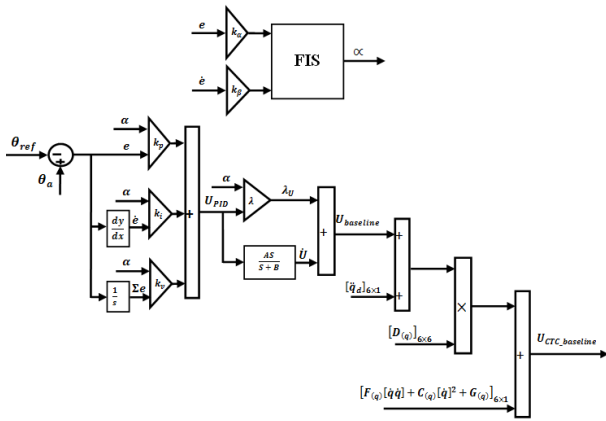 e
k_α
FIS
∝
ė
k_β
θ_ref
−
+
θ_a
α
e
k_p
α
dy/dx
ė
k_i
α
1/s
Σe
k_v
+
U_PID
α
λ
λ_U
AS/(S + B)
U̇
+
U_baseline
+
+
[q̈_d]_6×1
×
[D_(q)]_6×6
[F_(q)[q̇q̇] + C_(q)[q̇]² + G_(q)]_6×1
+
U_CTC_baseline